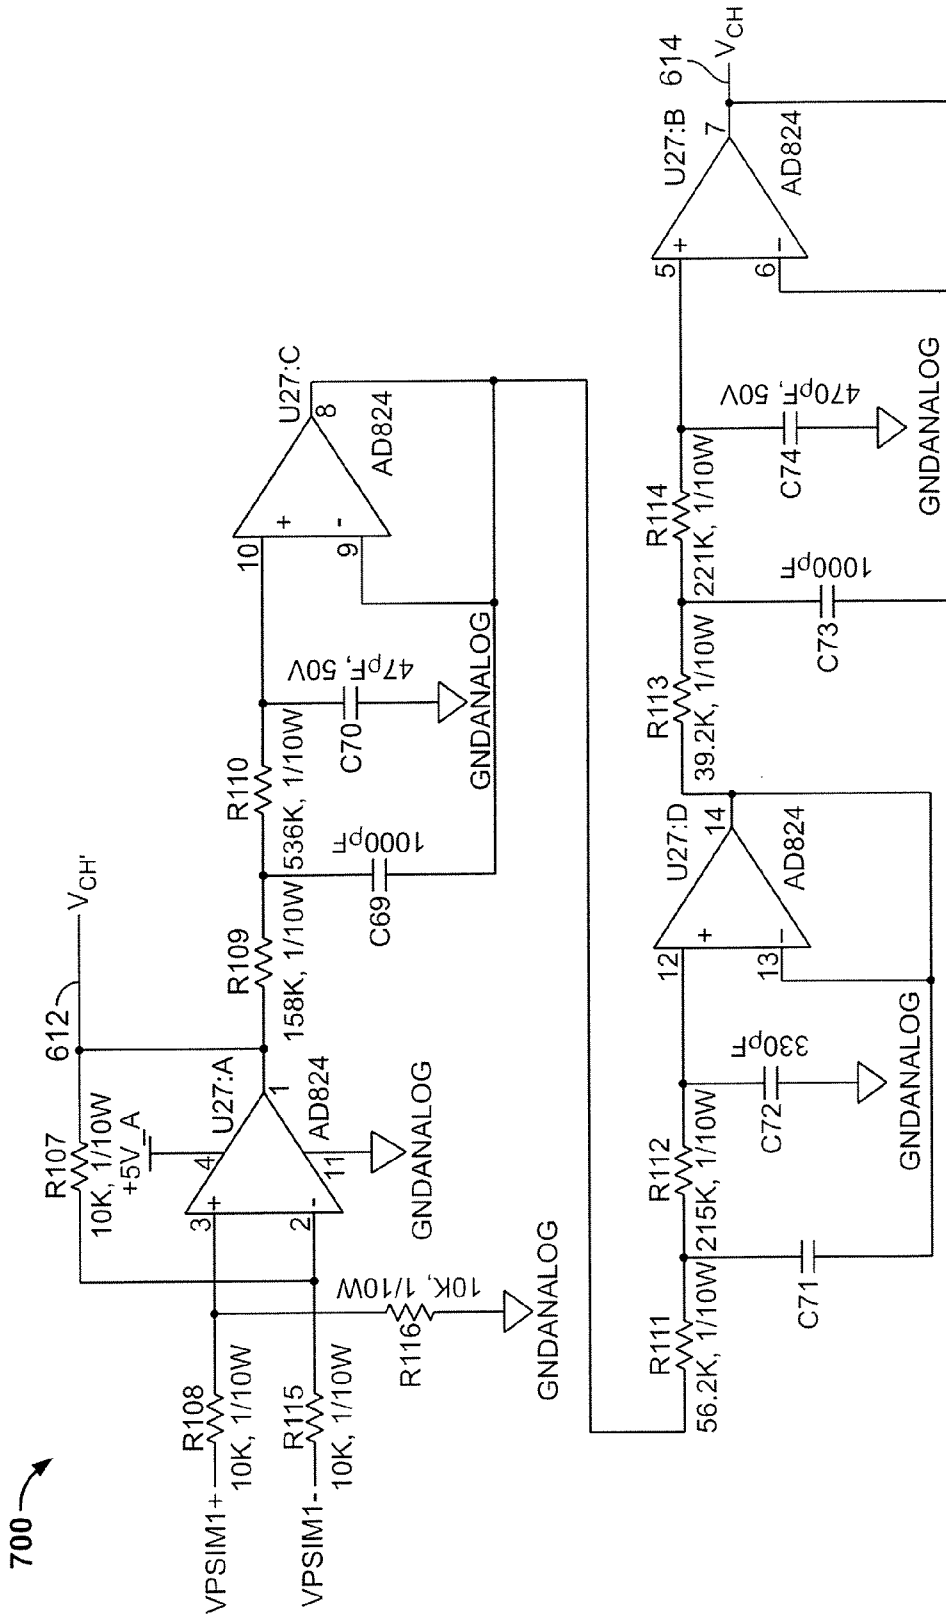 700
VPSIM1+
R108
10K, 1/10W
VPSIM1-
R115
10K, 1/10W
R116
10K, 1/10W
GNDANALOG
R107
10K, 1/10W
+5V_A
612
V_CH'
3
+
2
-
4
11
1
U27:A
AD824
GNDANALOG
R109
158K, 1/10W
R110
536K, 1/10W
C69
1000pF
C70
47pF, 50V
GNDANALOG
10
+
9
-
8
U27:C
AD824
R111
56.2K, 1/10W
R112
215K, 1/10W
C71
C72
330pF
GNDANALOG
12
+
13
-
14
U27:D
AD824
R113
39.2K, 1/10W
R114
221K, 1/10W
C73
1000pF
C74
470pF, 50V
GNDANALOG
5
+
6
-
7
U27:B
AD824
614
V_CH